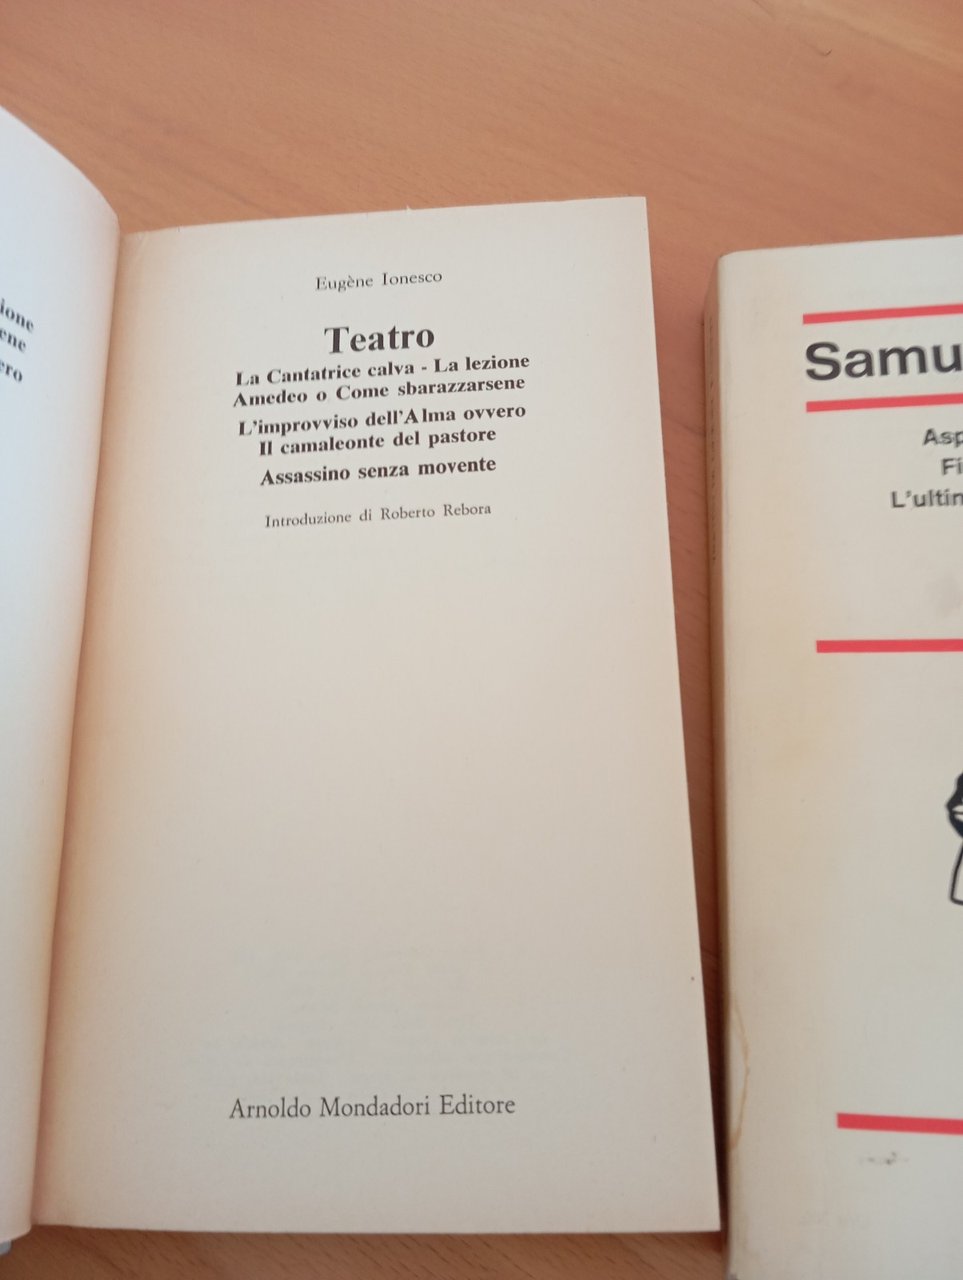 Eugène Ionesco
Teatro
La Cantatrice calva - La lezione
Amedeo o Come sbarazzarsene
L'improvviso dell'Alma ovvero
Il camaleonte del pastore
Assassino senza movente
Introduzione di Roberto Rebora
Arnoldo Mondadori Editore
ione
ene
ero
Samu
Asp
Fi
L'ultim